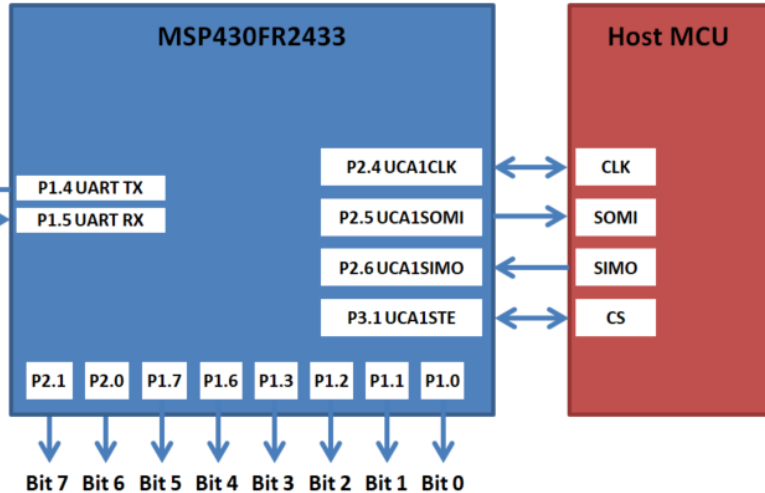 MSP430FR2433
Host MCU
P2.4 UCA1CLK
CLK
P1.4 UART TX
P1.5 UART RX
P2.5 UCA1SOMI
SOMI
P2.6 UCA1SIMO
SIMO
P3.1 UCA1STE
CS
P2.1 P2.0 P1.7 P1.6 P1.3 P1.2 P1.1 P1.0
Bit 7 Bit 6 Bit 5 Bit 4 Bit 3 Bit 2 Bit 1 Bit 0